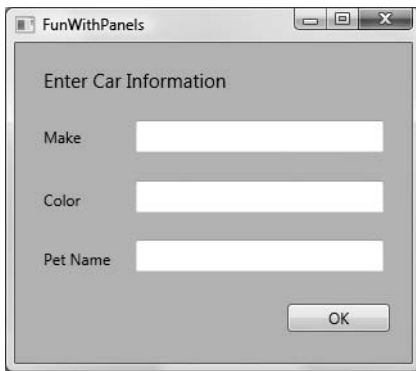 FunWithPanels
Enter Car Information
Make
Color
Pet Name
OK